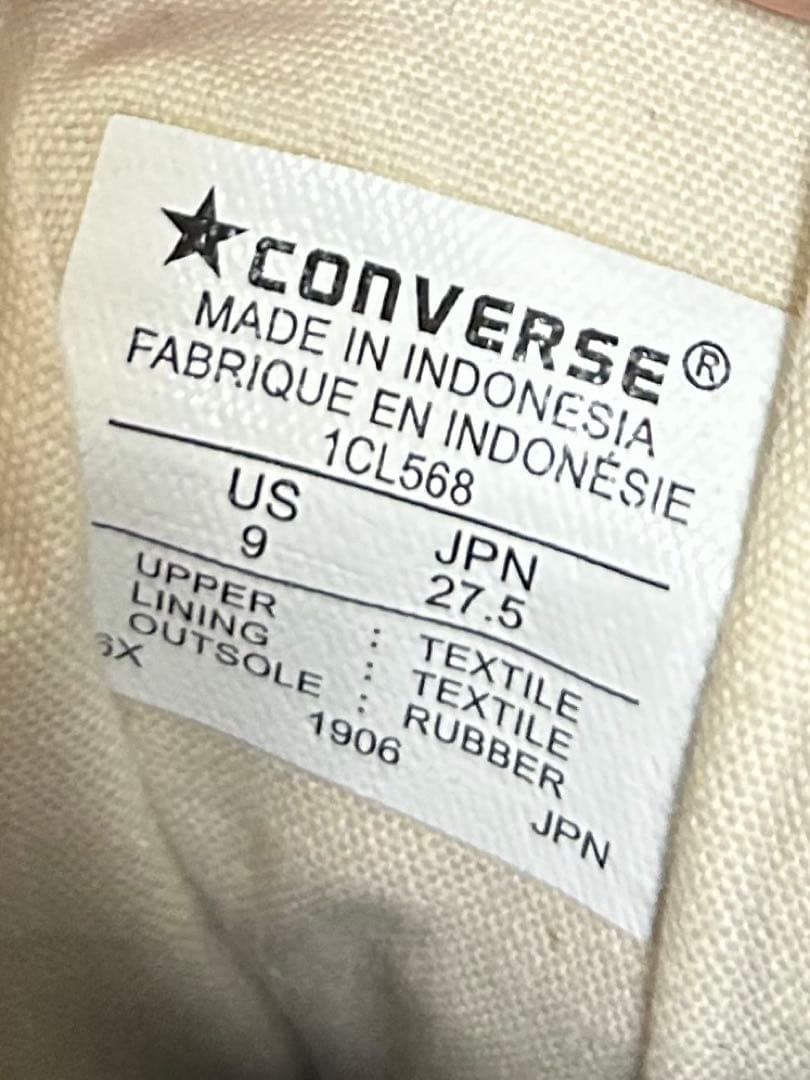 CONVERSE®
MADE IN INDONESIA
FABRIQUE EN INDONÉSIE
1CL568
US JPN
9 27.5
UPPER : TEXTILE
LINING : TEXTILE
OUTSOLE : RUBBER
1906
JPN